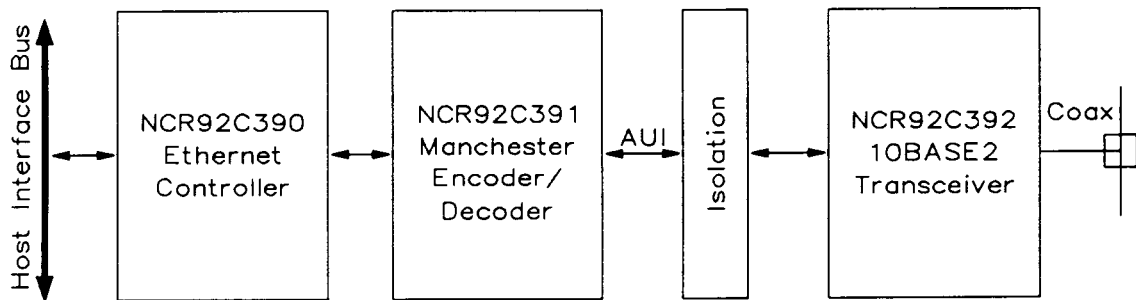 Host Interface Bus
NCR92C390
Ethernet
Controller
NCR92C391
Manchester
Encoder/
Decoder
AUI
Isolation
NCR92C392
10BASE2
Transceiver
Coax